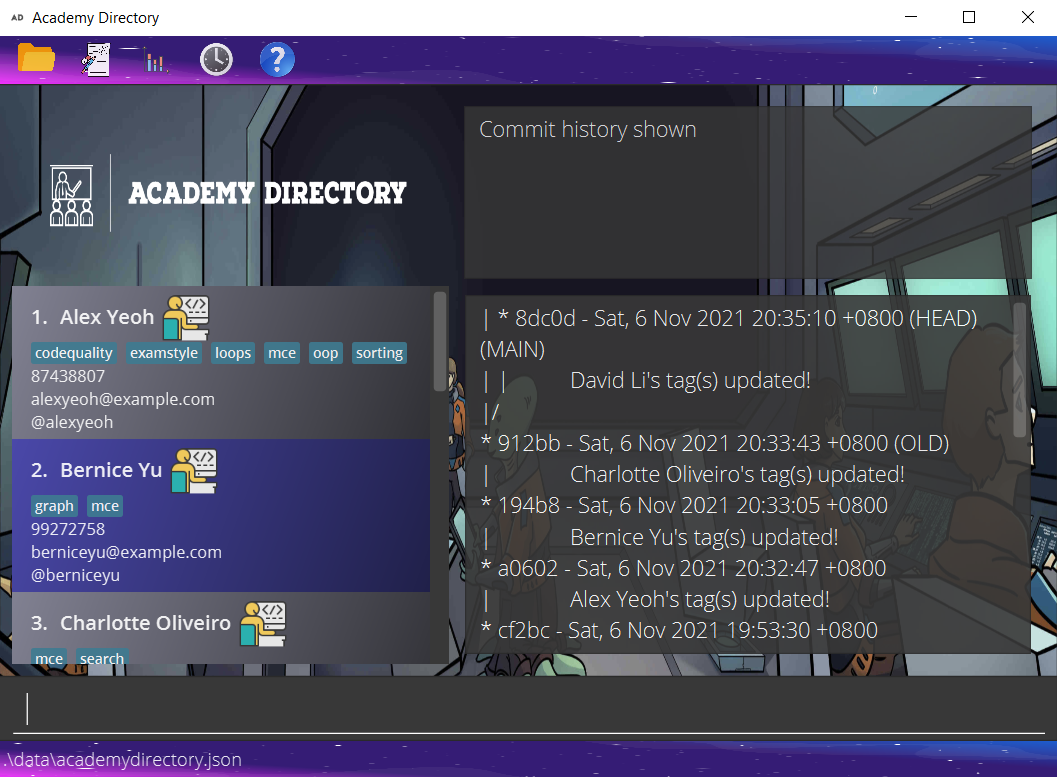 AD Academy Directory
?
ACADEMY DIRECTORY
1. Alex Yeoh
codequality examstyle loops mce oop sorting
87438807
alexyeoh@example.com
@alexyeoh
2. Bernice Yu
graph mce
99272758
berniceyu@example.com
@berniceyu
3. Charlotte Oliveiro
mce search
Commit history shown
| * 8dc0d - Sat, 6 Nov 2021 20:35:10 +0800 (HEAD)
(MAIN)
| | David Li's tag(s) updated!
|/
* 912bb - Sat, 6 Nov 2021 20:33:43 +0800 (OLD)
| Charlotte Oliveiro's tag(s) updated!
* 194b8 - Sat, 6 Nov 2021 20:33:05 +0800
| Bernice Yu's tag(s) updated!
* a0602 - Sat, 6 Nov 2021 20:32:47 +0800
| Alex Yeoh's tag(s) updated!
* cf2bc - Sat, 6 Nov 2021 19:53:30 +0800
.\data\academydirectory.json